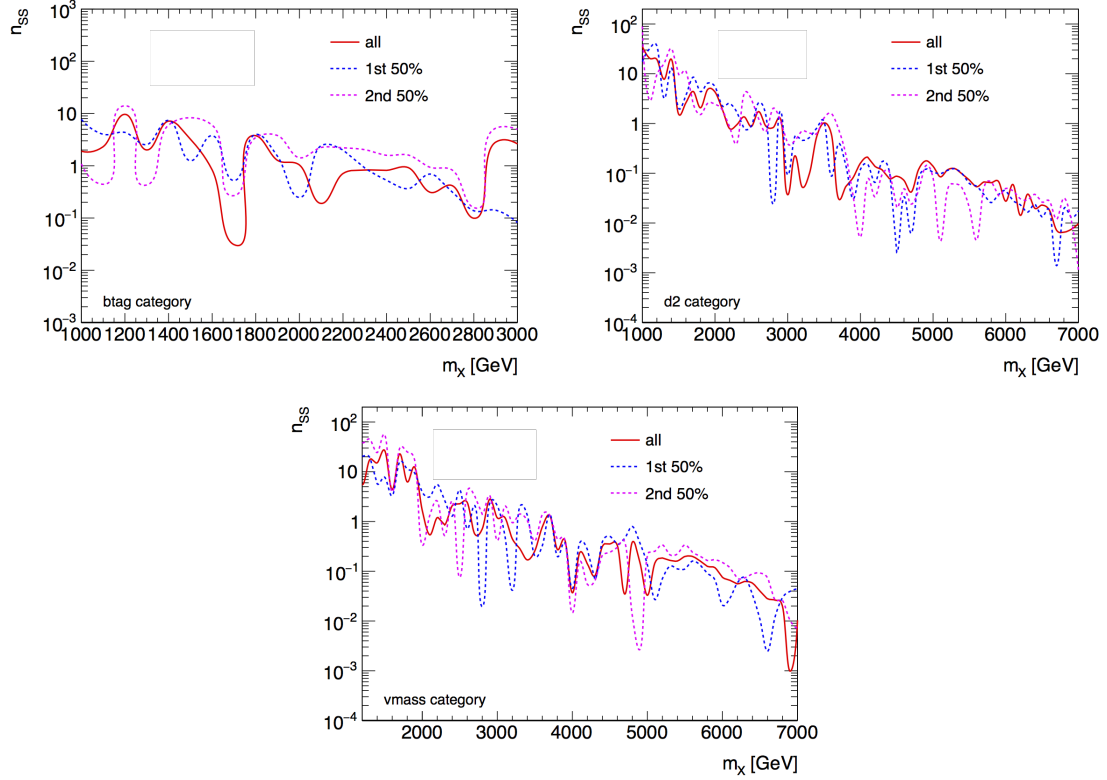 n_SS
10^3
10^2
10
1
10^-1
10^-2
10^-3
all
1st 50%
2nd 50%
btag category
1000 1200 1400 1600 1800 2000 2200 2400 2600 2800 3000
m_X [GeV]
n_SS
10^2
10
1
10^-1
10^-2
10^-3
10^-4
all
1st 50%
2nd 50%
d2 category
1000 2000 3000 4000 5000 6000 7000
m_X [GeV]
n_SS
10^2
10
1
10^-1
10^-2
10^-3
10^-4
all
1st 50%
2nd 50%
vmass category
2000 3000 4000 5000 6000 7000
m_X [GeV]